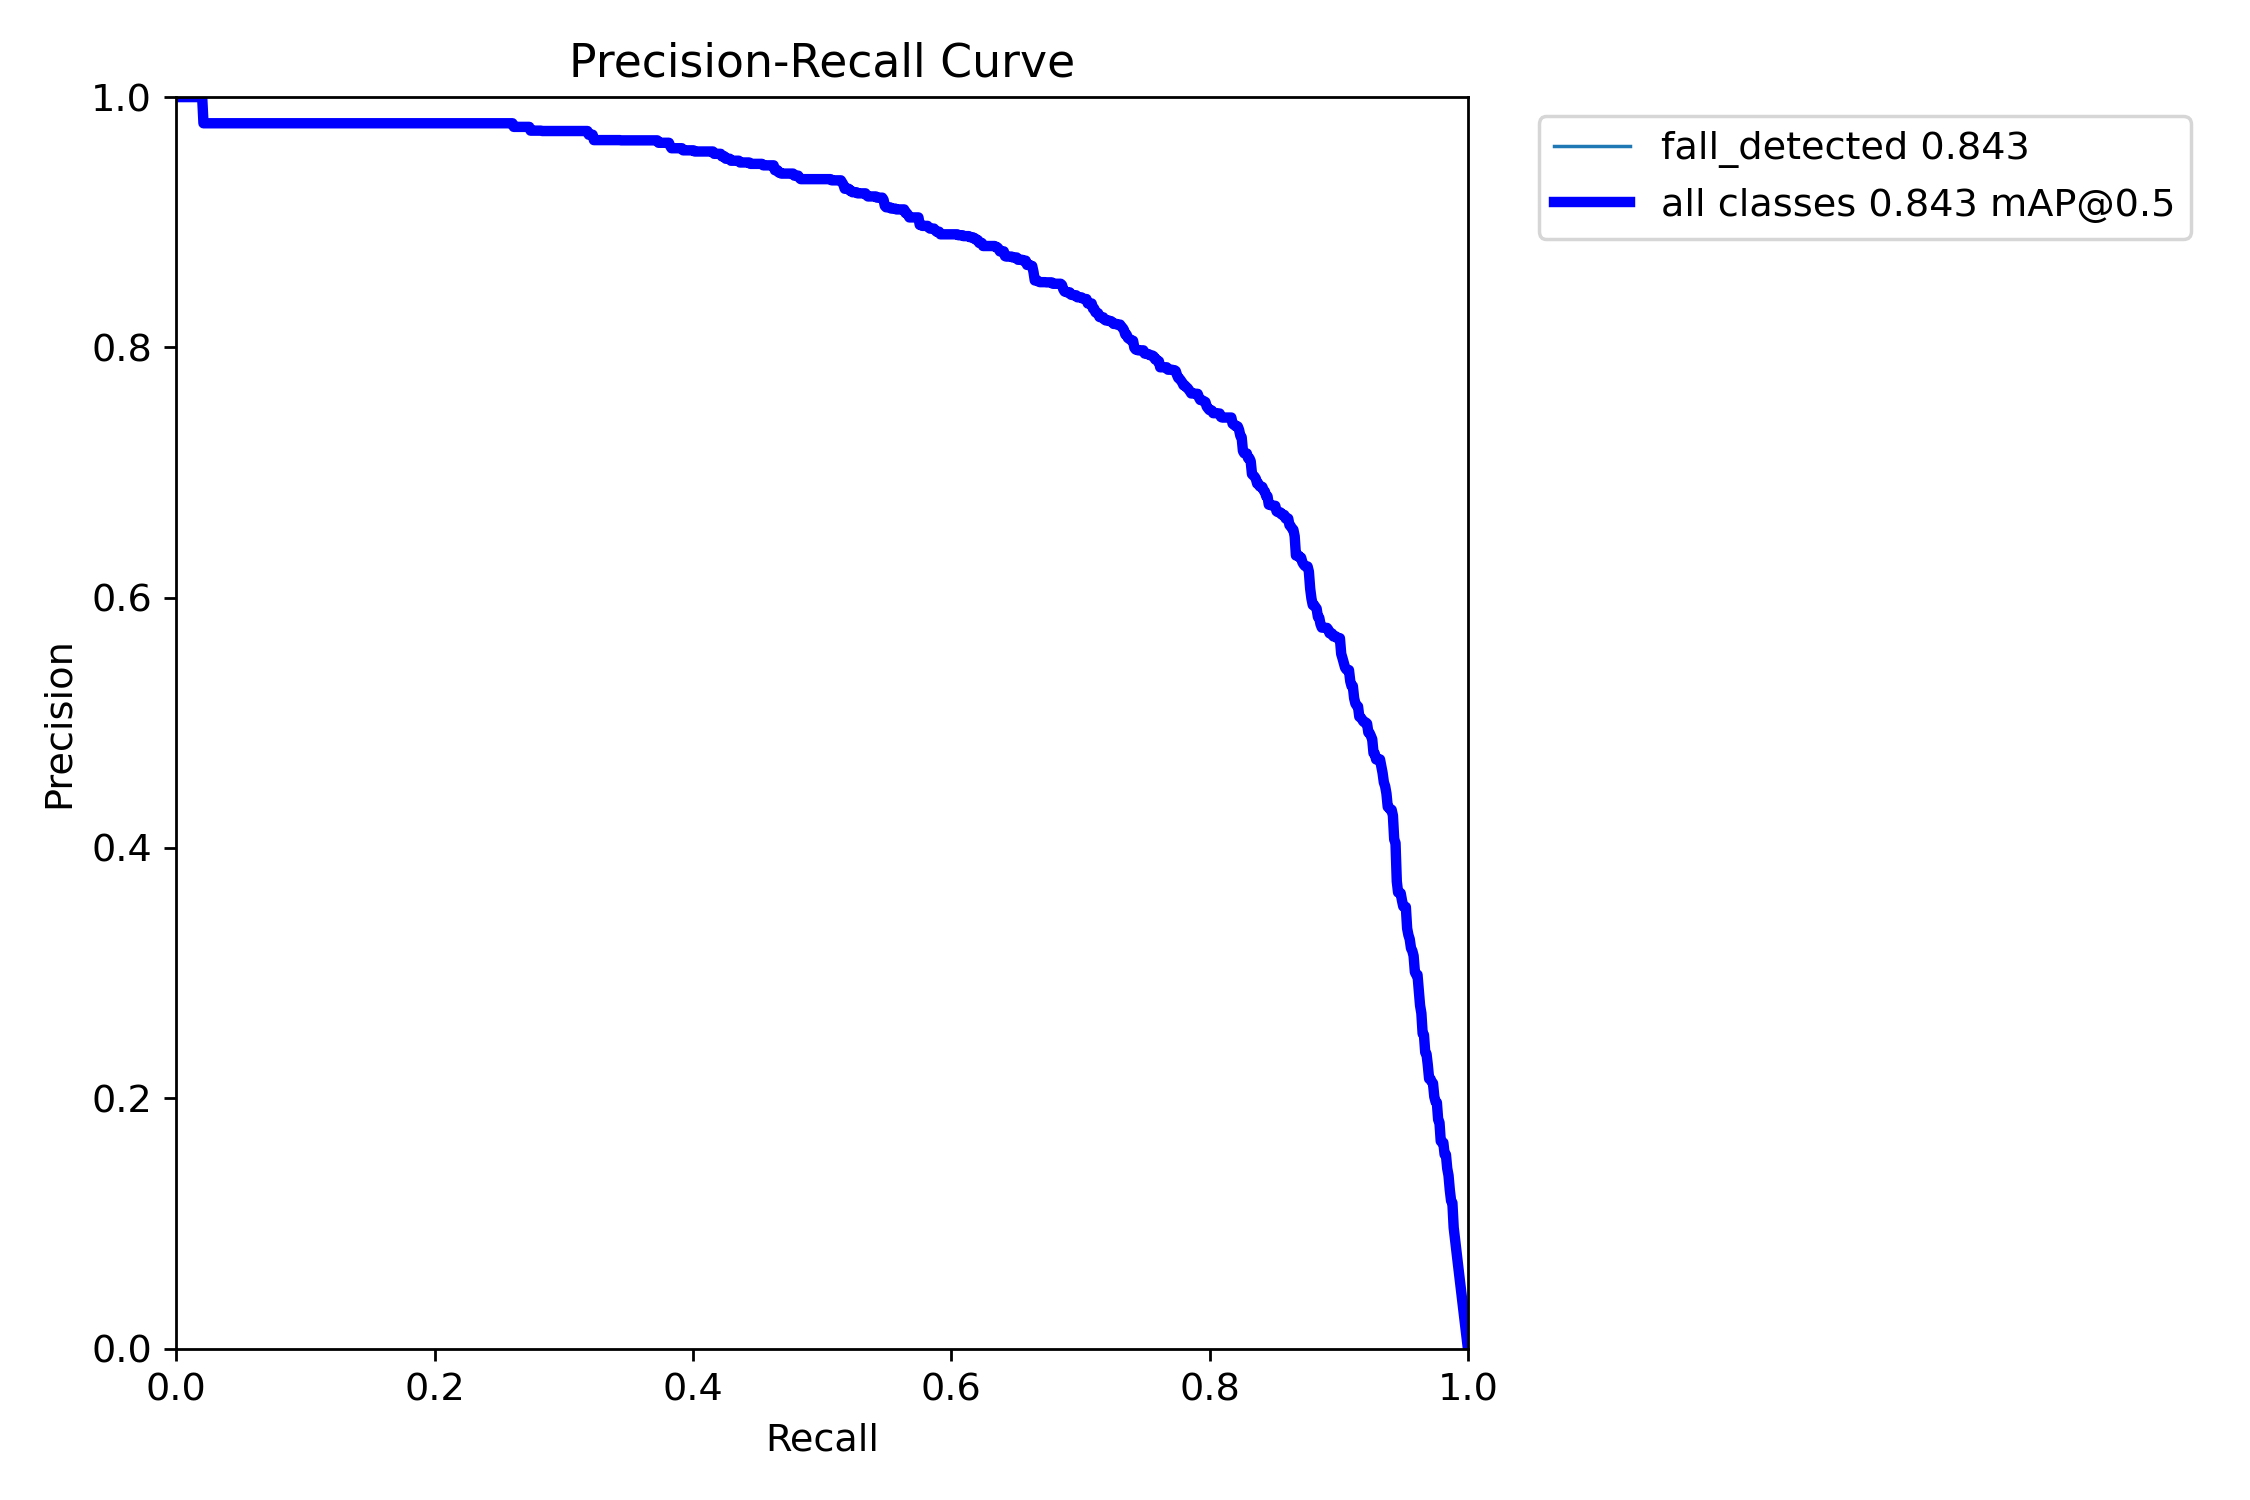 Precision-Recall Curve
1.0
0.8
0.6
0.4
0.2
0.0
Precision
0.0 0.2 0.4 0.6 0.8 1.0
Recall
fall_detected 0.843
all classes 0.843 mAP@0.5